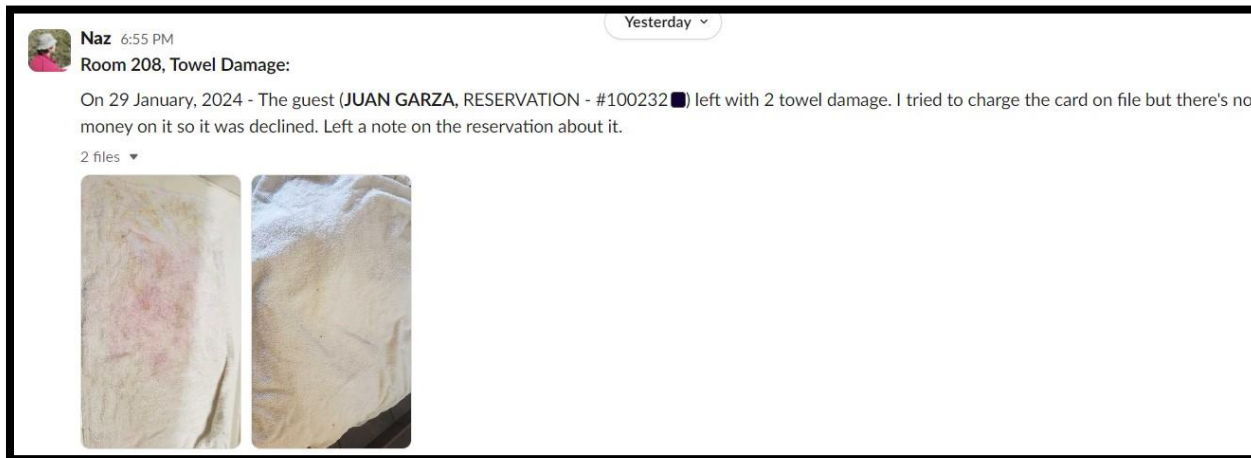 Yesterday
Naz 6:55 PM
Room 208, Towel Damage:
On 29 January, 2024 - The guest (JUAN GARZA, RESERVATION - #100232) left with 2 towel damage. I tried to charge the card on file but there's no
money on it so it was declined. Left a note on the reservation about it.
2 files